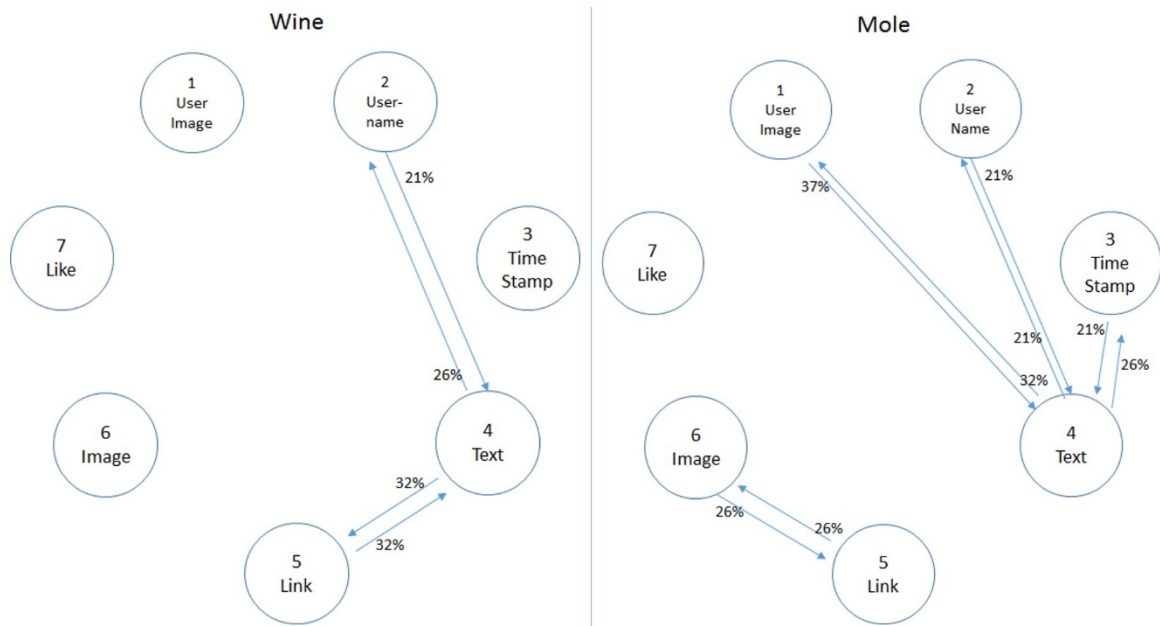 Wine
1
User
Image
2
User-
name
21%
7
Like
3
Time
Stamp
26%
6
Image
4
Text
32%
32%
5
Link
Mole
1
User
Image
2
User
Name
37%
21%
7
Like
3
Time
Stamp
21%
21%
26%
32%
6
Image
4
Text
26%
26%
5
Link